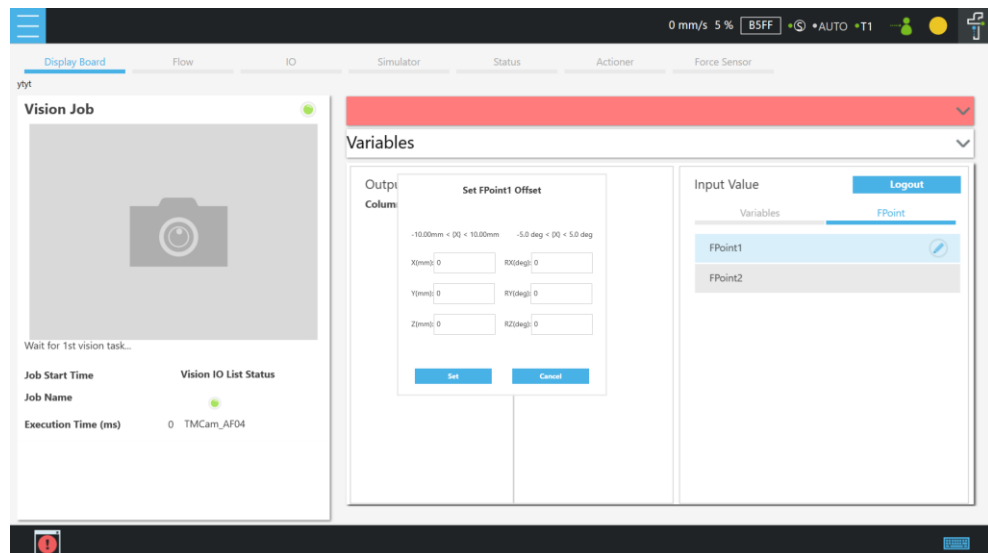 0 mm/s 5 % B5FF •Ⓢ •AUTO •T1
Display Board Flow IO Simulator Status Actioner Force Sensor
ytyt
Vision Job
Wait for 1st vision task...
Job Start Time Vision IO List Status
Job Name
Execution Time (ms) 0 TMCam_AF04
Variables
Outpu
Colum
Set FPoint1 Offset
-10.00mm < {X} < 10.00mm -5.0 deg < {X} < 5.0 deg
X(mm): 0 RX(deg): 0
Y(mm): 0 RY(deg): 0
Z(mm): 0 RZ(deg): 0
Set Cancel
Input Value Logout
Variables FPoint
FPoint1
FPoint2